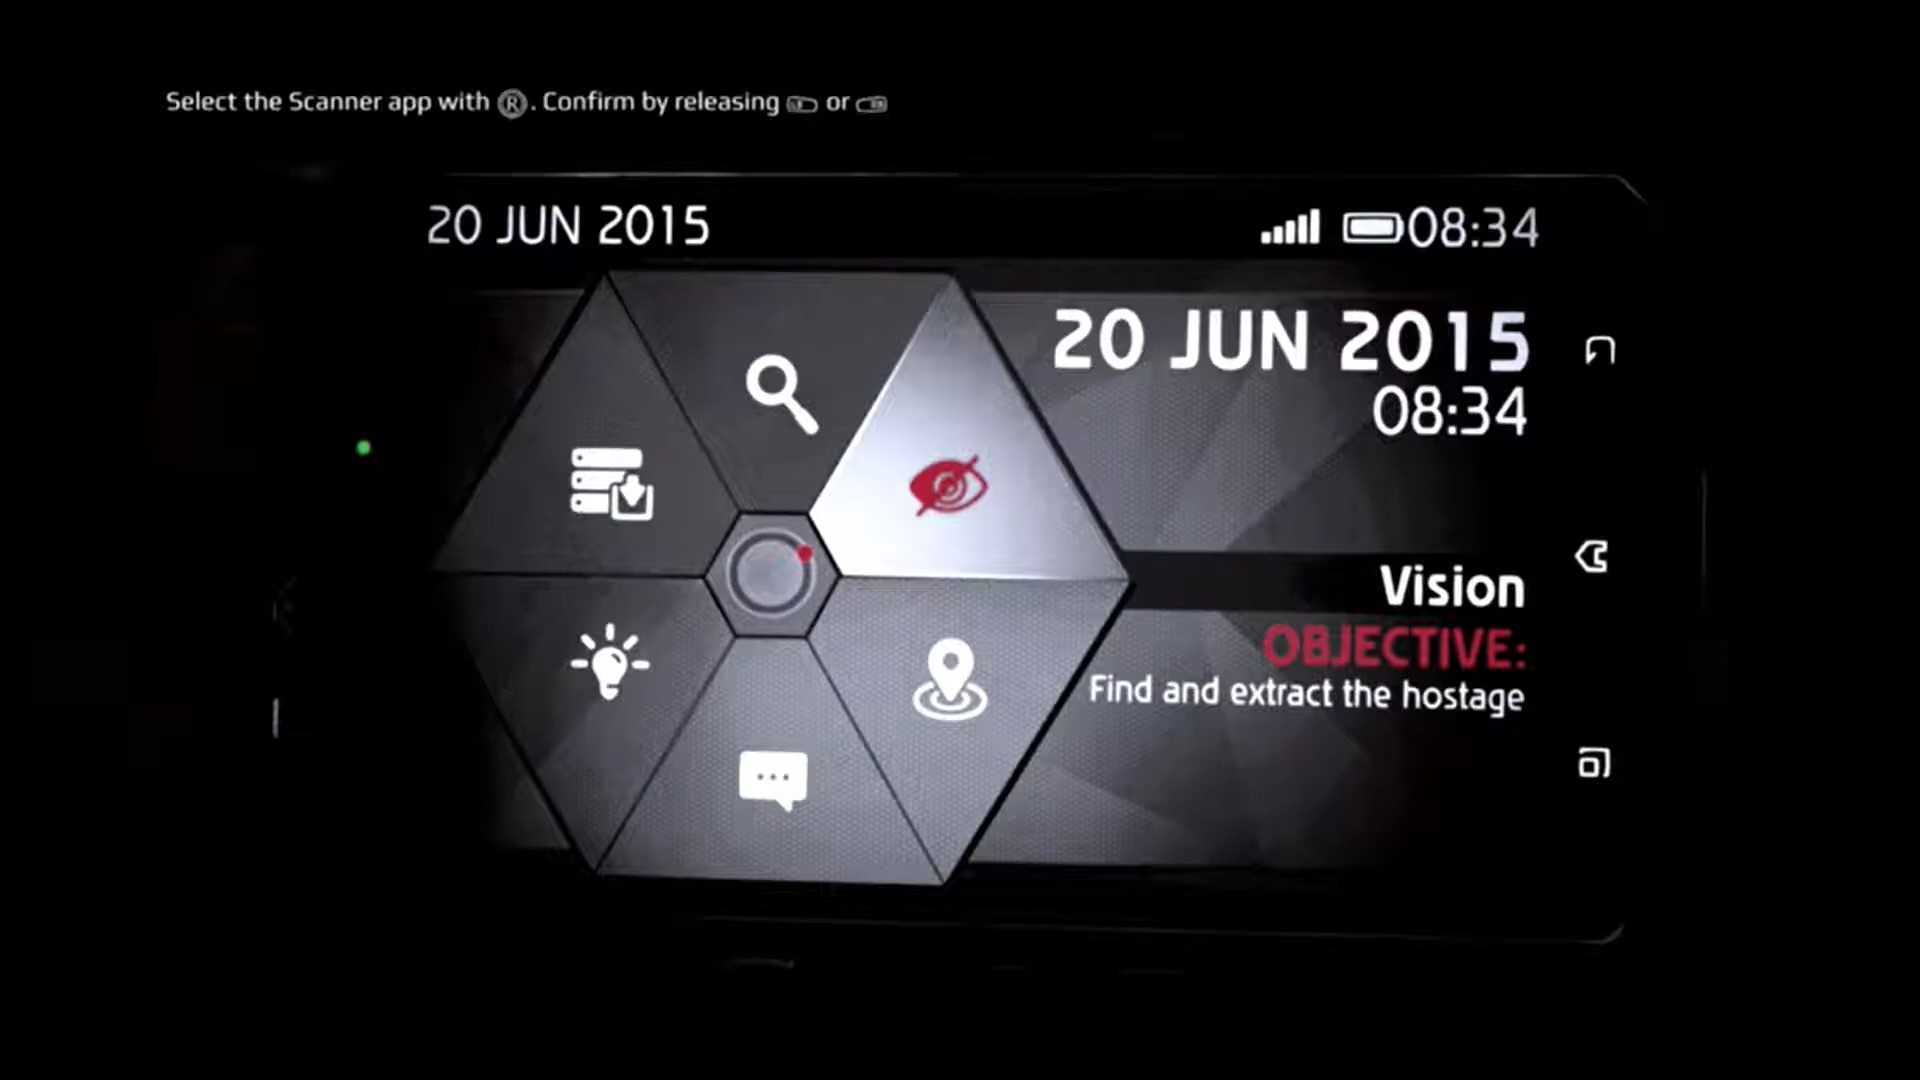 Select the Scanner app with R. Confirm by releasing or
20 JUN 2015
08:34
20 JUN 2015
08:34
Vision
OBJECTIVE:
Find and extract the hostage